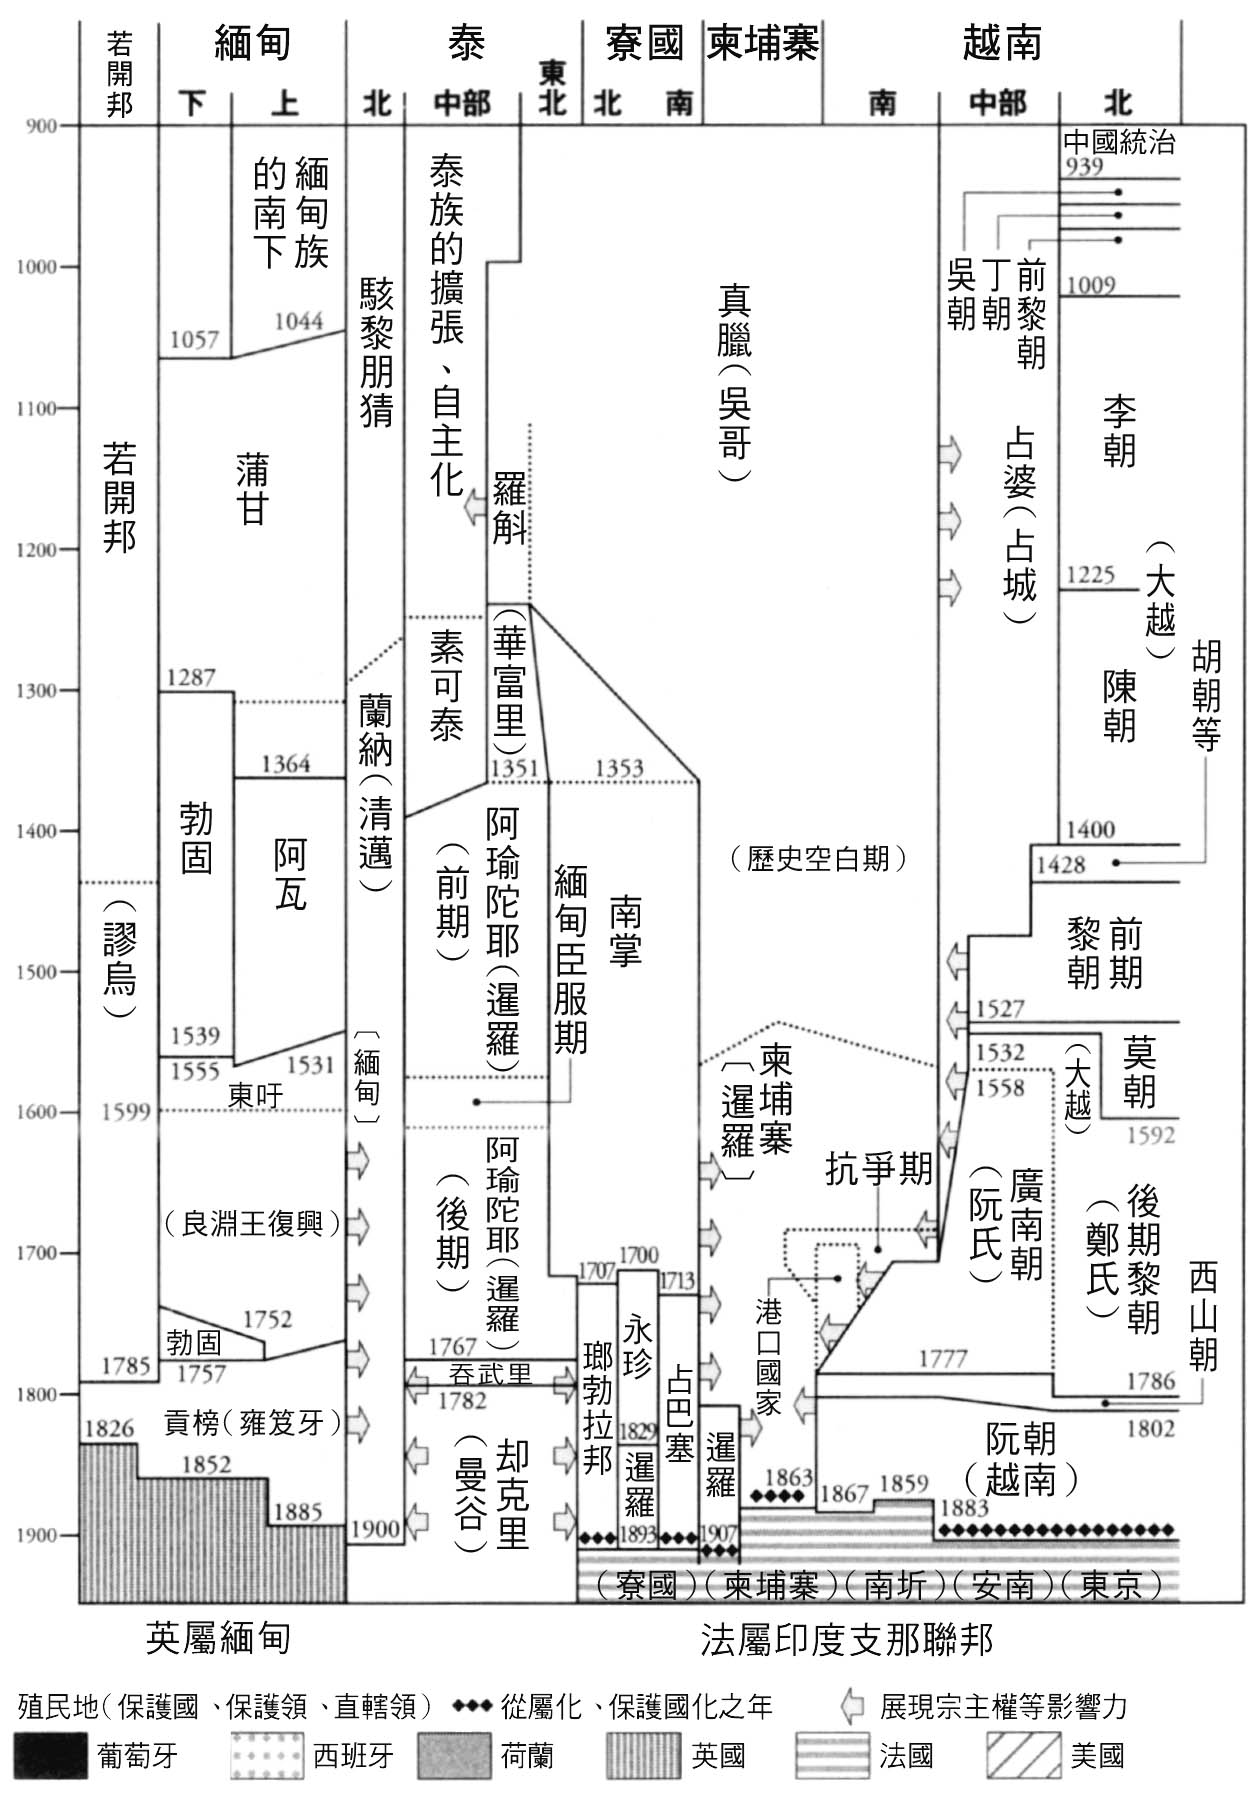 若開邦
緬甸
泰
寮國
柬埔寨
越南
下
上
北
中部
東北
北
南
南
中部
北
900
1000
1100
1200
1300
1400
1500
1600
1700
1800
1900
若開邦
(謬烏)
1599
1785
1826
緬甸族的南下
1057
1044
蒲甘
1287
1364
勃固
阿瓦
1539
1555
1531
東吁
(良淵王復興)
1752
勃固
1757
貢榜(雍笈牙)
1852
1885
駭黎朋猜
蘭納(清邁)
〔緬甸〕
1900
泰族的擴張、自主化
羅斛
(華富里)
素可泰
1351
1353
阿瑜陀耶(暹羅)
(前期)
緬甸臣服期
南掌
阿瑜陀耶(暹羅)
(後期)
1767
吞武里
1782
却克里
(曼谷)
1707
1700
1713
瑯勃拉邦
永珍
占巴塞
1829
暹羅
1893
真臘(吳哥)
(歷史空白期)
柬埔寨
〔暹羅〕
抗爭期
港口國家
暹羅
1907
1863
1867
1859
1883
中國統治
939
吳朝
丁朝
前黎朝
1009
李朝
占婆(占城)
1225
(大越)
陳朝
胡朝等
1400
1428
前期黎朝
1527
1532
1558
(大越)
莫朝
1592
廣南朝
(阮氏)
後期黎朝
(鄭氏)
西山朝
1777
1786
1802
阮朝
(越南)
(寮國)(柬埔寨)(南圻)(安南)(東京)
英屬緬甸
法屬印度支那聯邦
殖民地(保護國、保護領、直轄領)
從屬化、保護國化之年
展現宗主權等影響力
葡萄牙
西班牙
荷蘭
英國
法國
美國